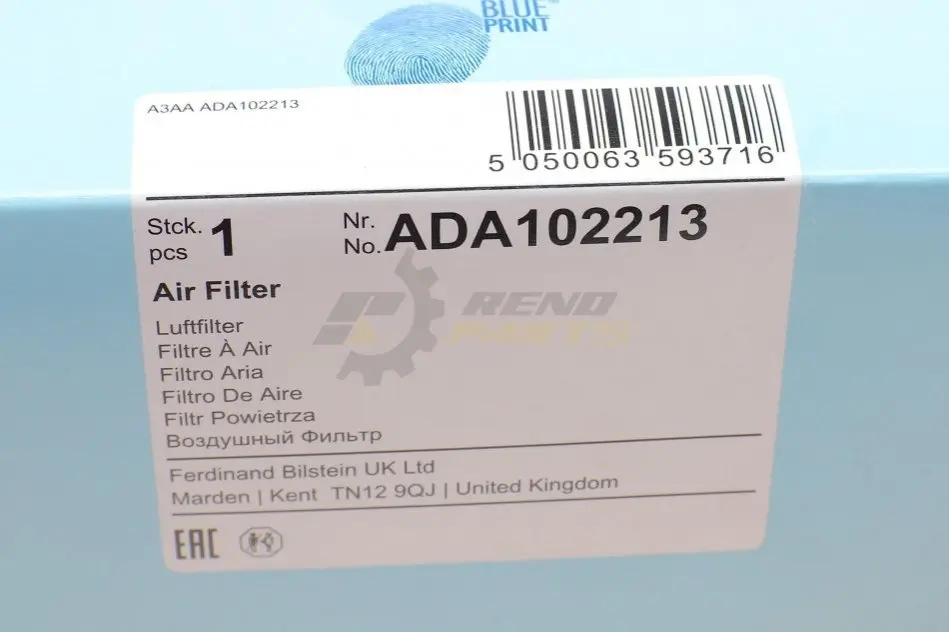 BLUE
PRINT
A3AA ADA102213
5 050063 593716
Stck.
pcs
1
Nr.
No.
ADA102213
Air Filter
Luftfilter
Filtre À Air
Filtro Aria
Filtro De Aire
Filtr Powietrza
Воздушный Фильтр
REND
PARTS
Ferdinand Bilstein UK Ltd
Marden | Kent TN12 9QJ | United Kingdom
EAC